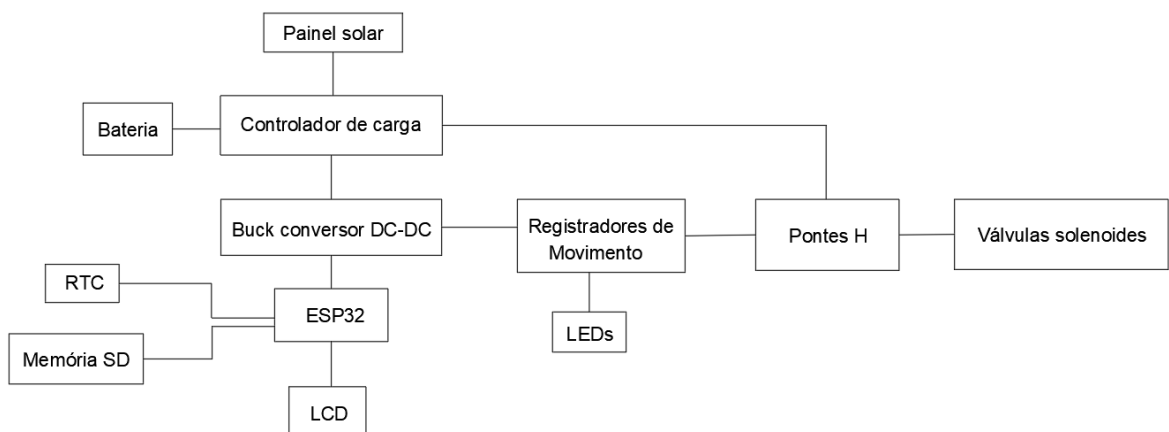 Painel solar
Bateria
Controlador de carga
Buck conversor DC-DC
Registradores de
Movimento
Pontes H
Válvulas solenoides
RTC
ESP32
LEDs
Memória SD
LCD